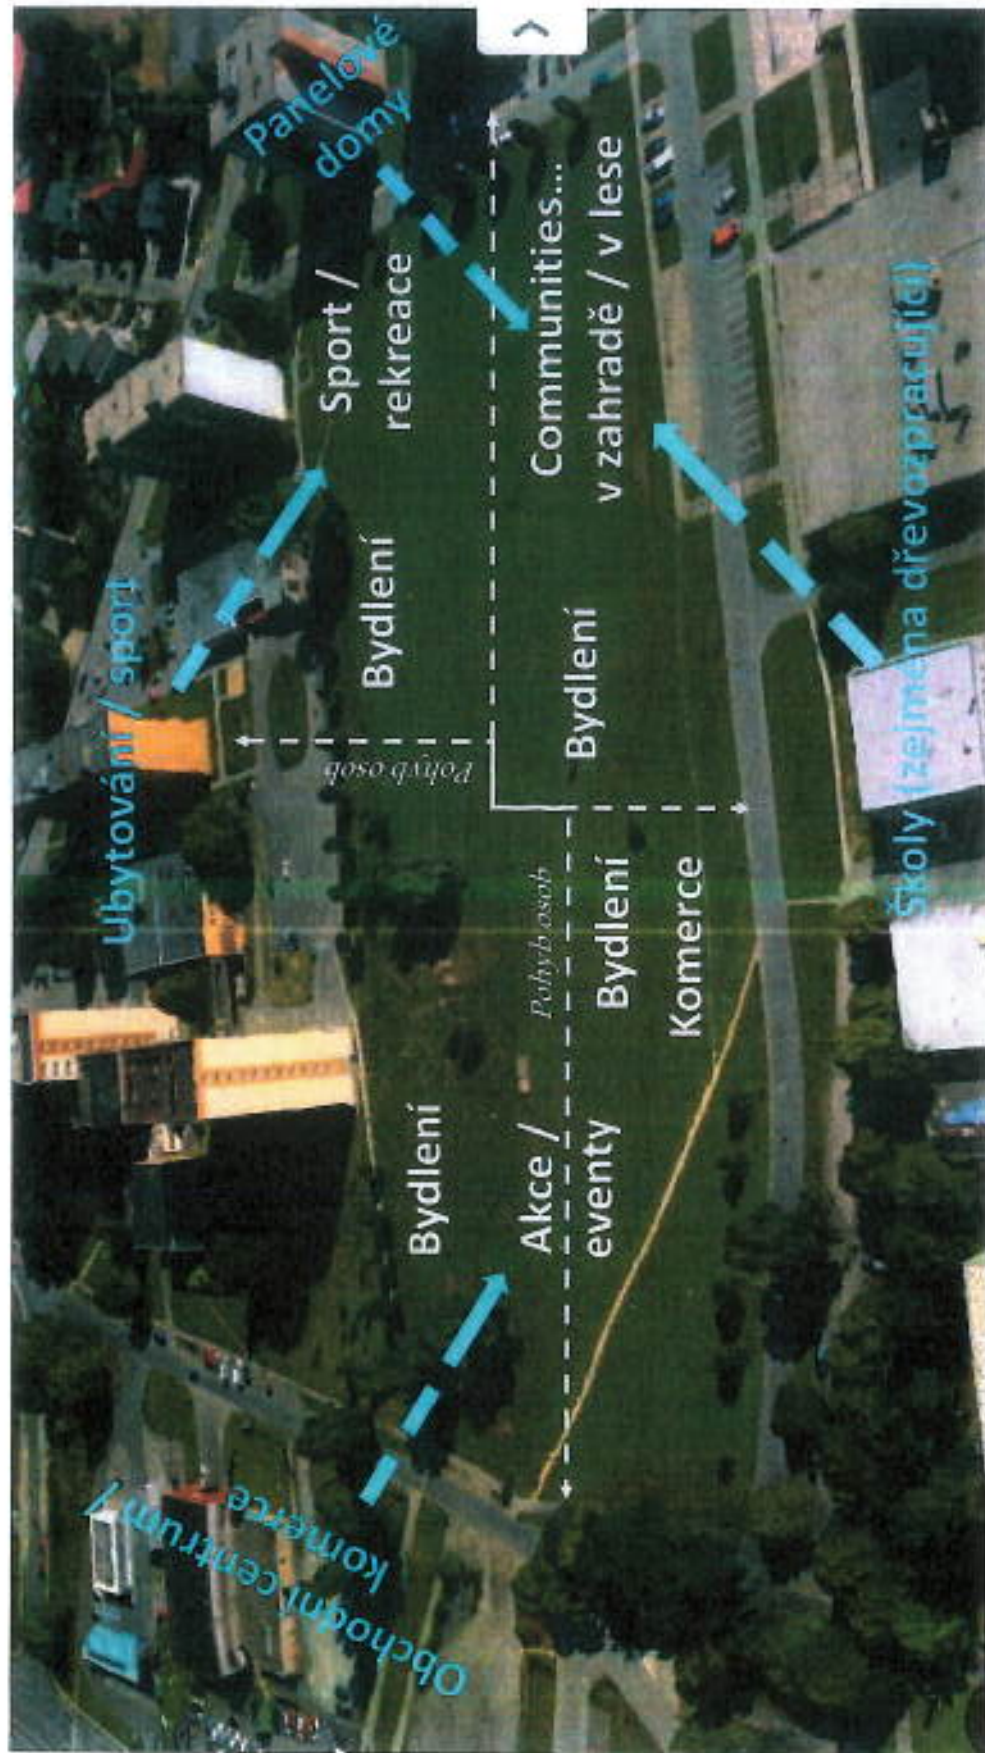 Ubytování / sport
Obchodní centrum /
komerce
Panelové
domy
Sport /
rekreace
Bydlení
Bydlení
Pohyb osob
Akce /
eventy
Pohyb osob
Bydlení
Komerce
Bydlení
Communities...
v zahradě / v lese
Školy (zejména dřevozpracující)